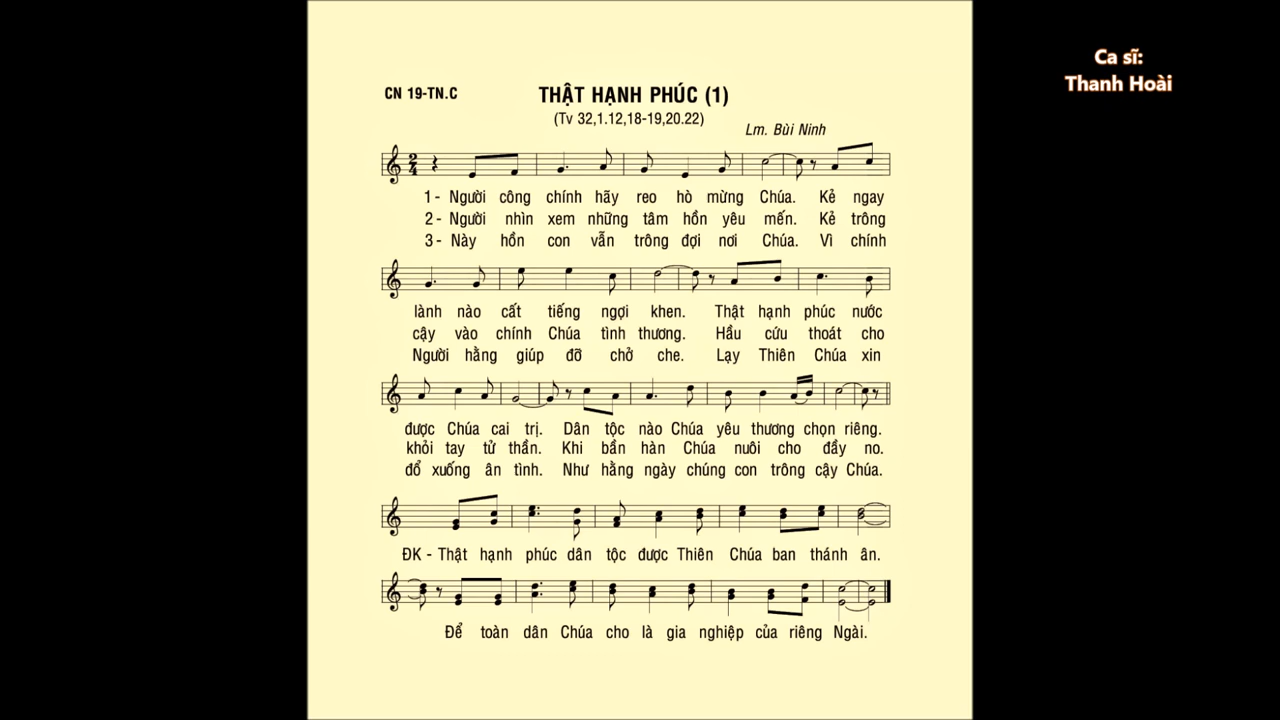 Ca sĩ:
Thanh Hoài
CN 19-TN.C
THẬT HẠNH PHÚC (1)
(Tv 32,1.12,18-19,20.22)
Lm. Bùi Ninh
2
4
1- Người công chính hãy reo hò mừng Chúa. Kẻ ngay
2- Người nhìn xem những tâm hồn yêu mến. Kẻ trông
3- Này hồn con vẫn trông đợi nơi Chúa. Vì chính
lành nào cất tiếng ngợi khen. Thật hạnh phúc nước
cậy vào chính Chúa tình thương. Hầu cứu thoát cho
Người hằng giúp đỡ chở che. Lạy Thiên Chúa xin
được Chúa cai trị. Dân tộc nào Chúa yêu thương chọn riêng.
khỏi tay tử thần. Khi bần hàn Chúa nuôi cho đầy no.
đổ xuống ân tình. Như hằng ngày chúng con trông cậy Chúa.
ĐK - Thật hạnh phúc dân tộc được Thiên Chúa ban thánh ân.
Để toàn dân Chúa cho là gia nghiệp của riêng Ngài.